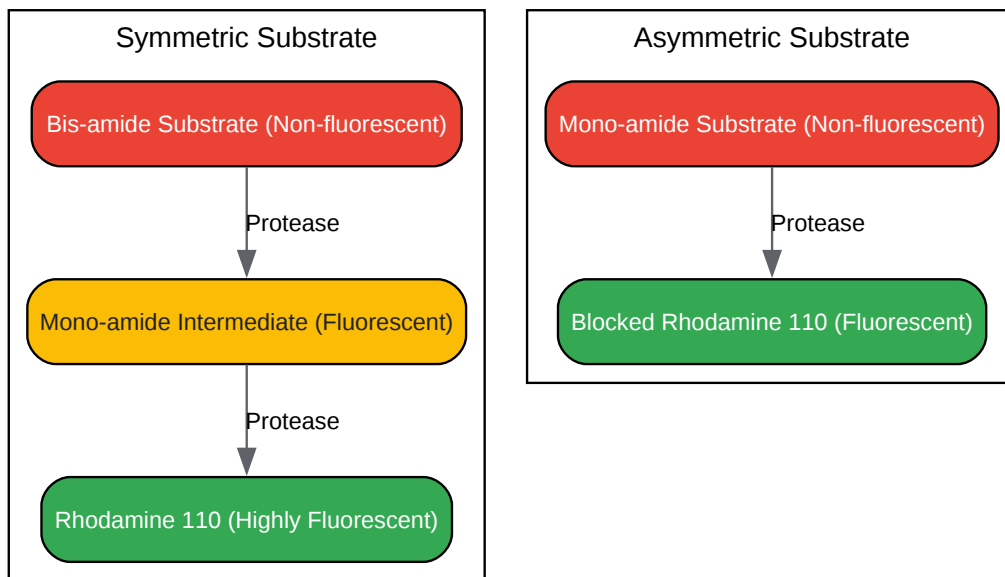 Symmetric Substrate
Bis-amide Substrate (Non-fluorescent)
Protease
Mono-amide Intermediate (Fluorescent)
Protease
Rhodamine 110 (Highly Fluorescent)
Asymmetric Substrate
Mono-amide Substrate (Non-fluorescent)
Protease
Blocked Rhodamine 110 (Fluorescent)